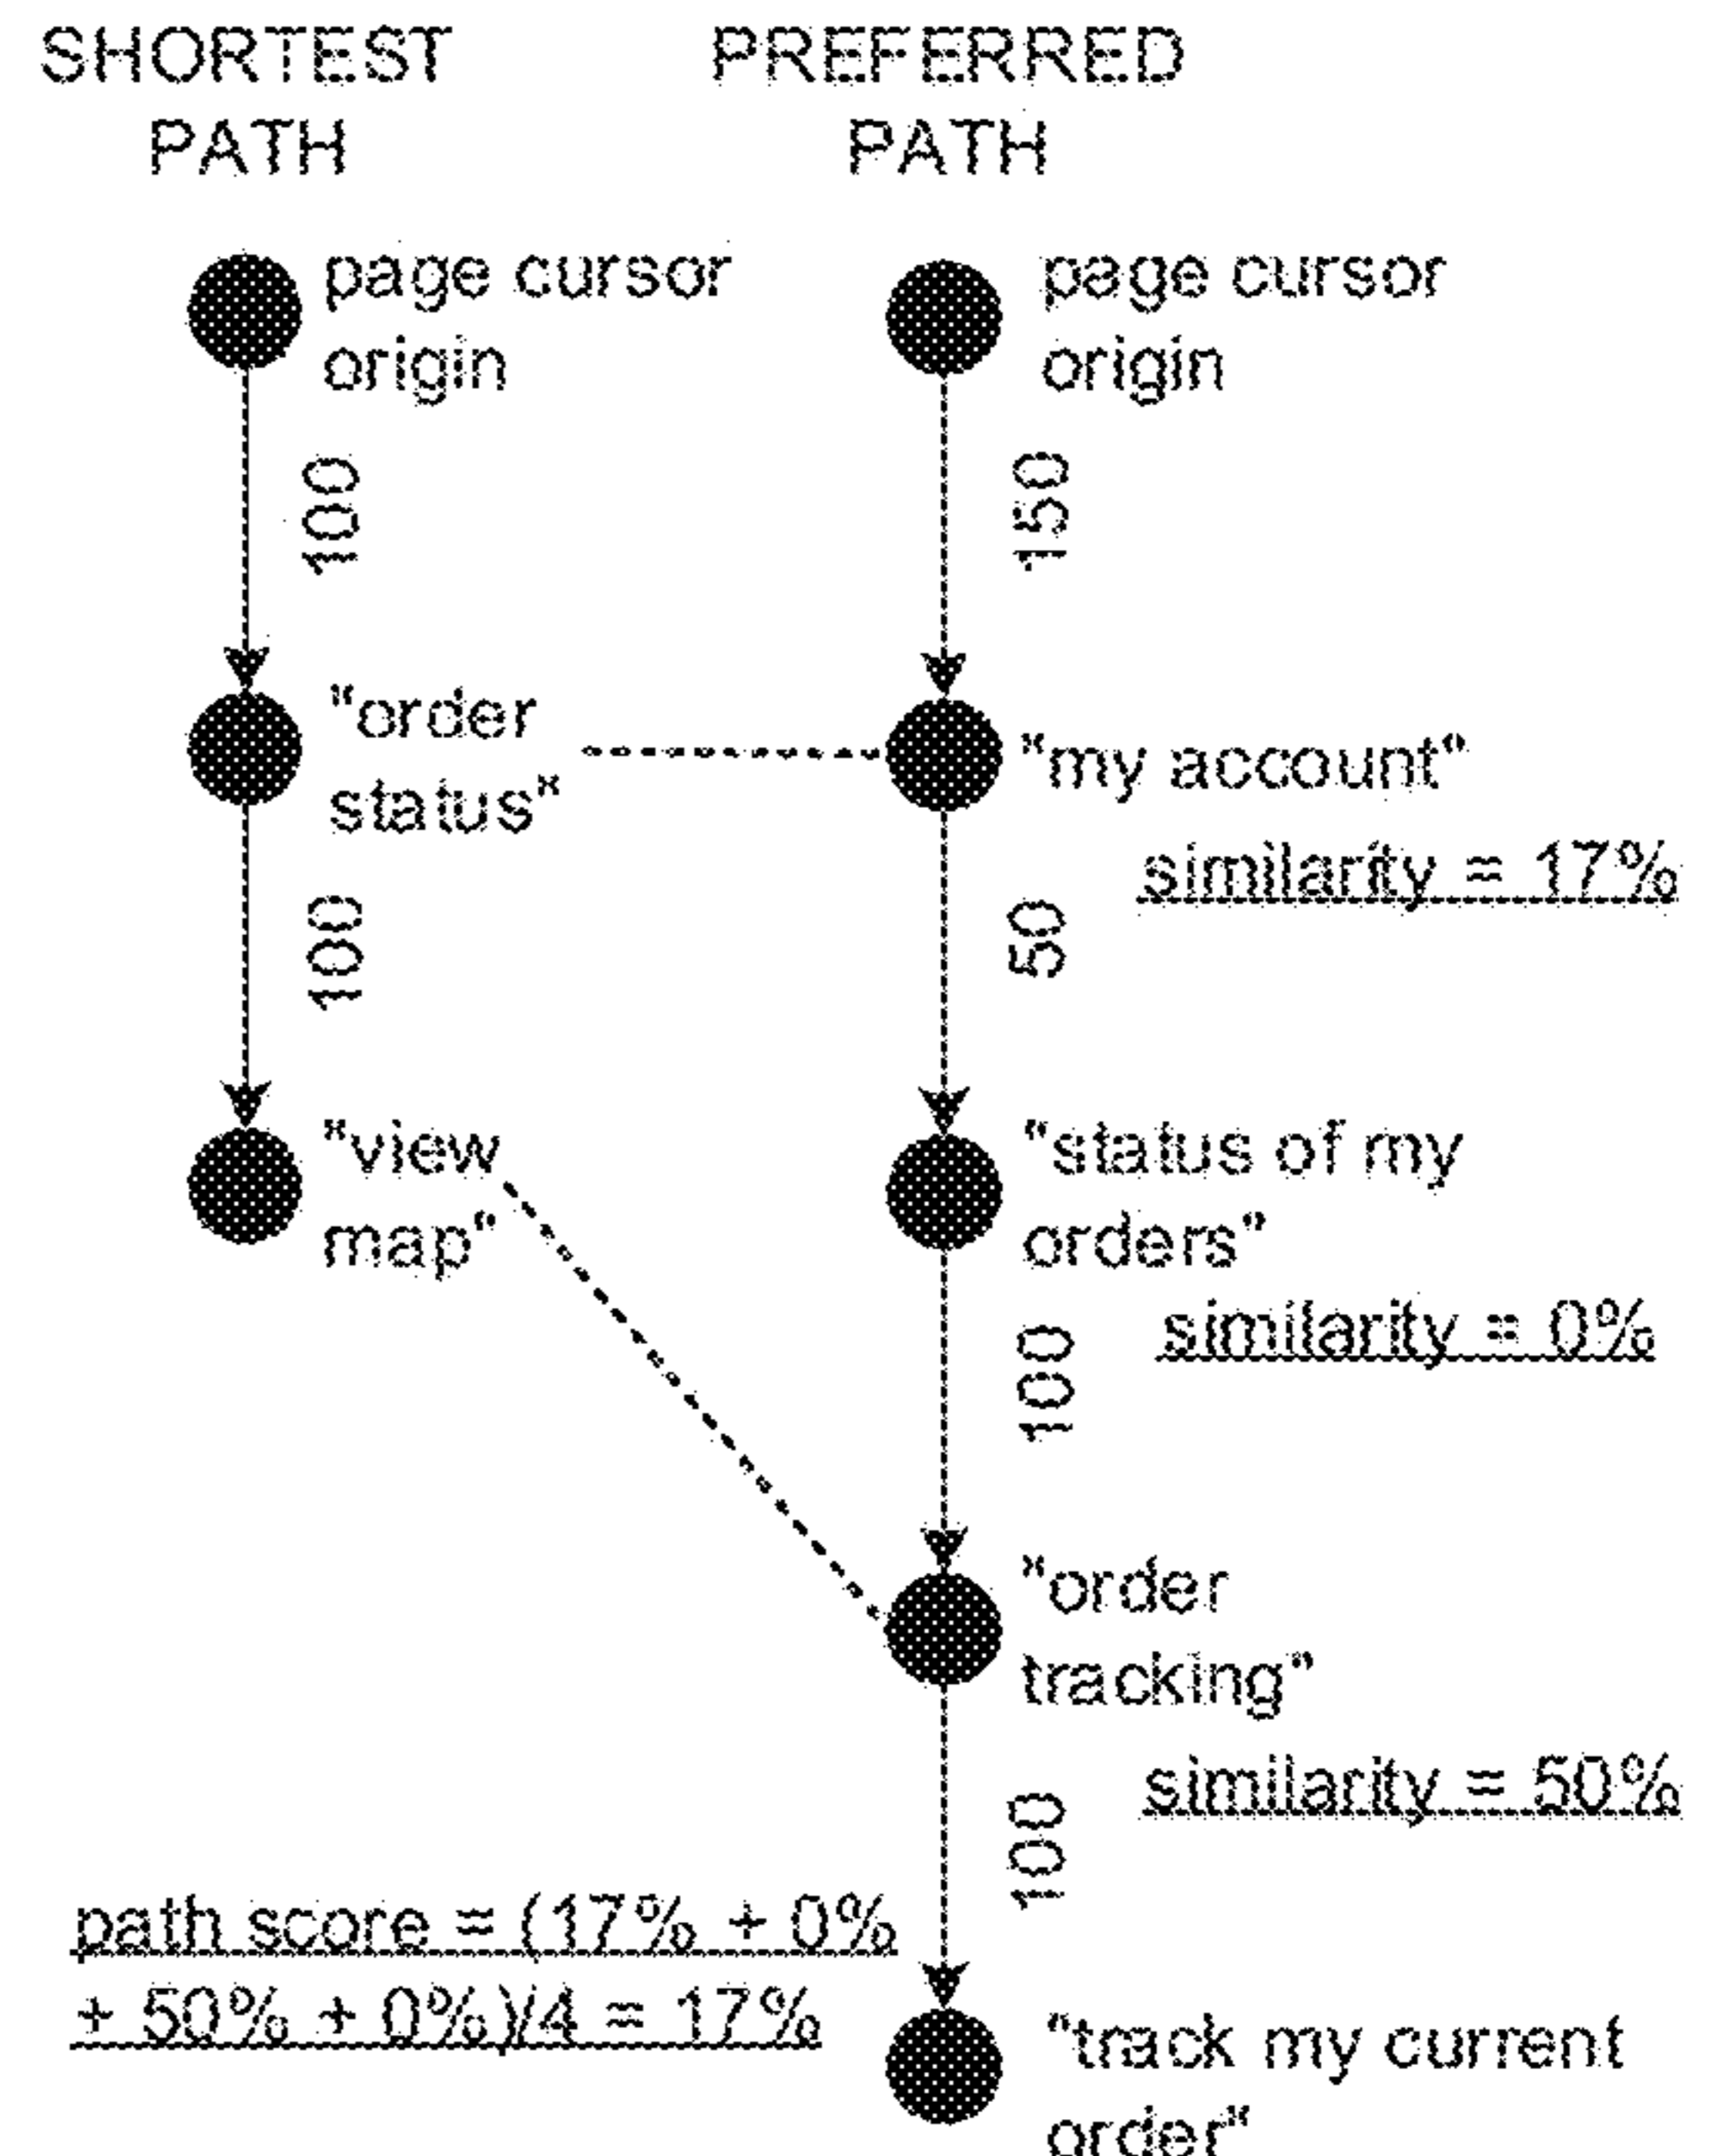 SHORTEST
PATH
PREFERRED
PATH
page cursor
origin
page cursor
origin
100
150
"order
status"
"my account"
similarity = 17%
100
50
"view
map"
"status of my
orders"
similarity = 0%
100
"order
tracking"
similarity = 50%
100
path score = (17% + 0%
+ 50% + 0%)/4 = 17%
"track my current
order"